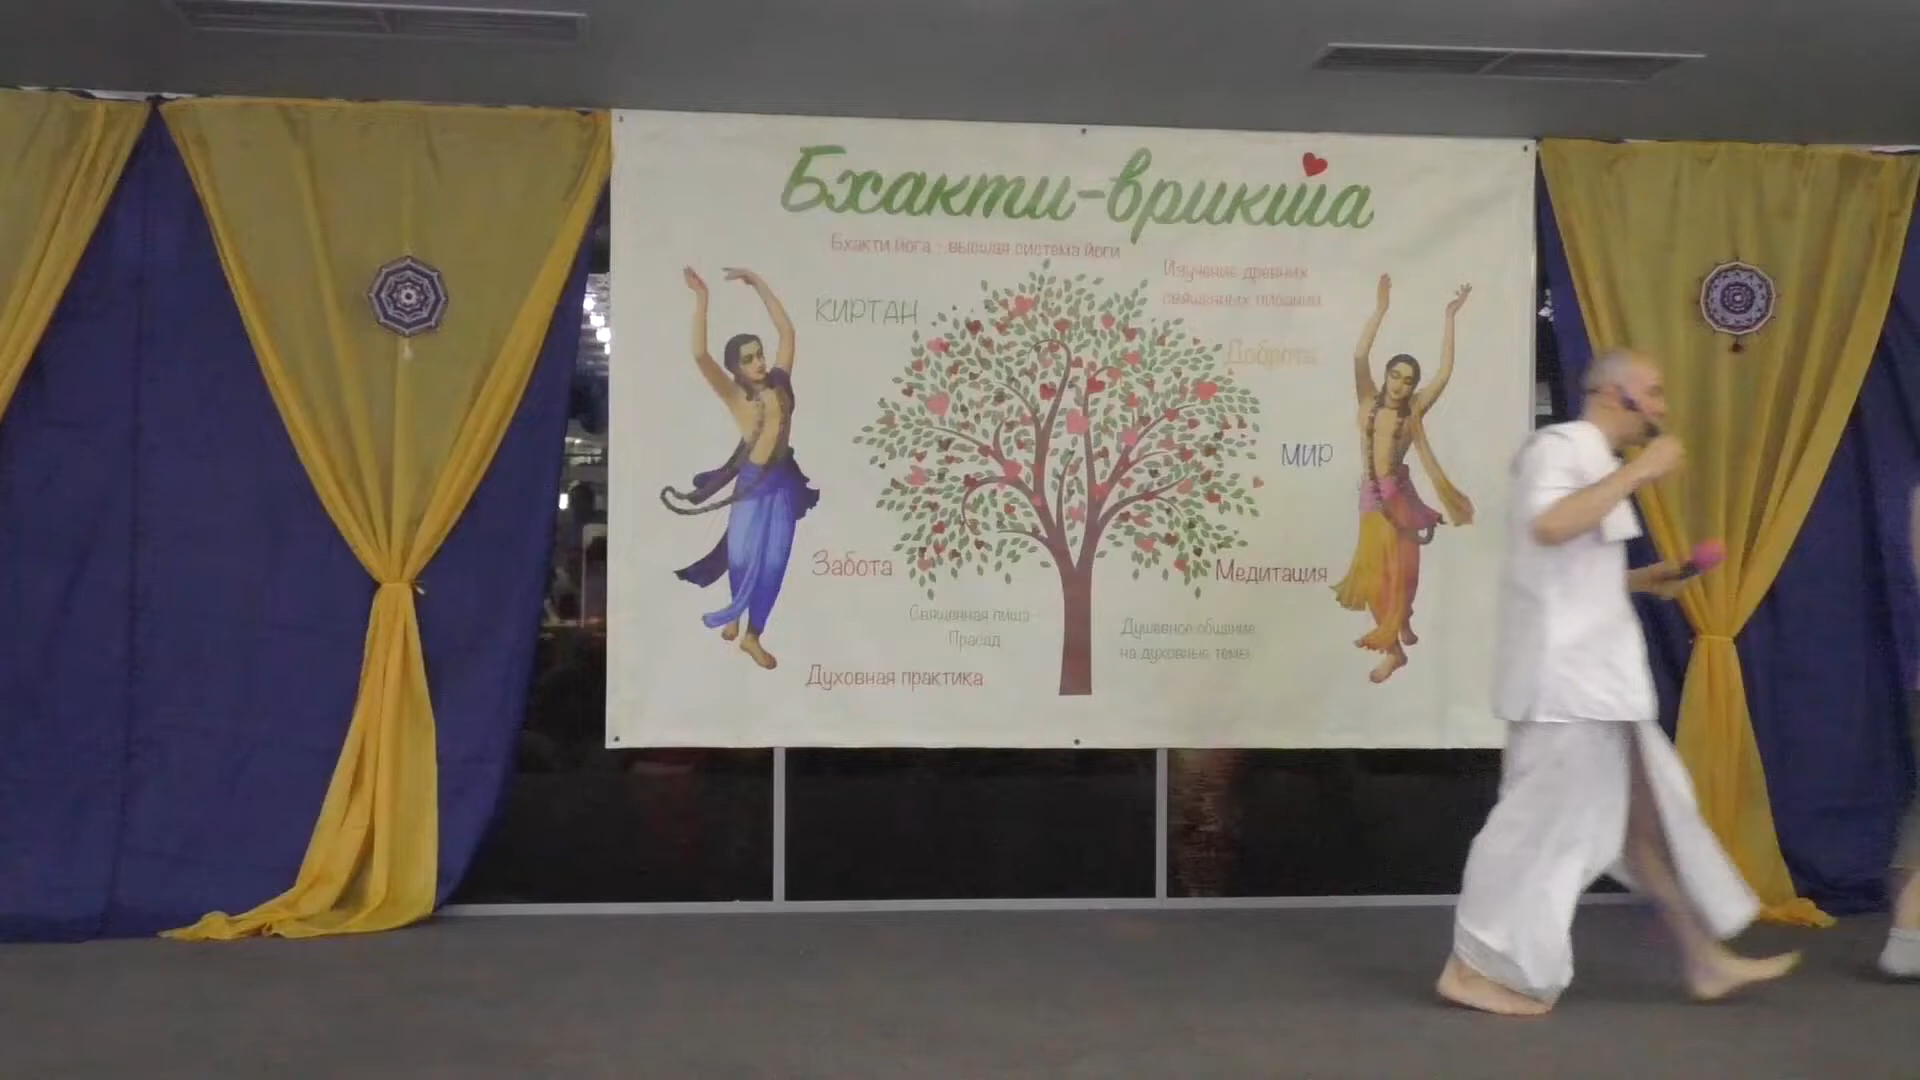 Бхакти-врикша
Бхакти йога - высшая система йоги
Изучение древних
священных писаний
КИРТАН
Доброта
МИР
Забота
Медитация
Священная пища
Прасад
Душевное общение
на духовные темы
Духовная практика